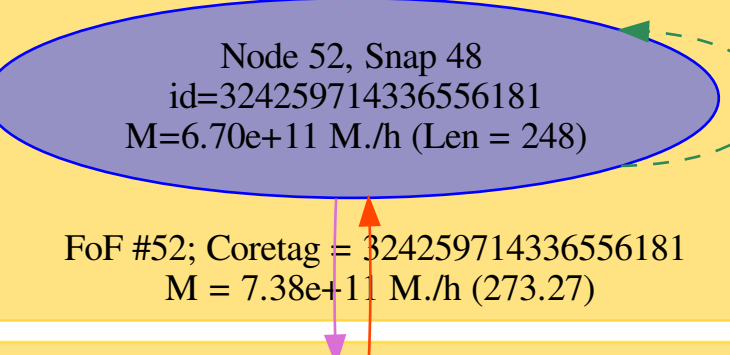 Node 52, Snap 48
id=324259714336556181
M=6.70e+11 M./h (Len = 248)
FoF #52; Coretag = 324259714336556181
M = 7.38e+11 M./h (273.27)